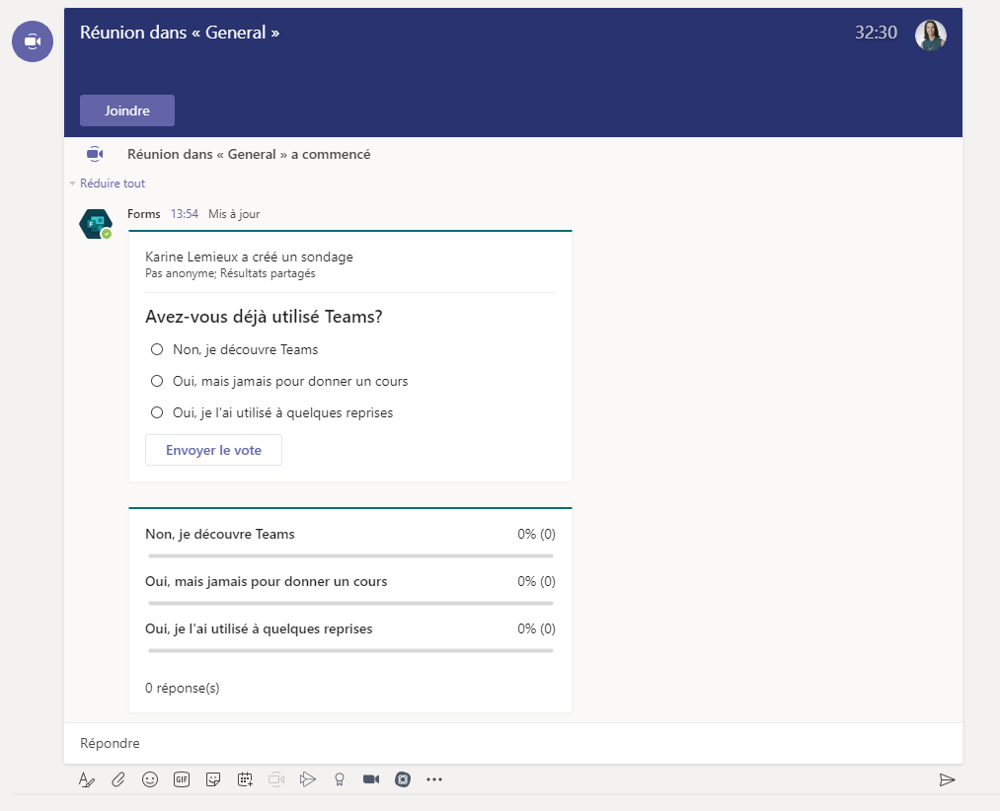 Réunion dans « General »
32:30
Joindre
Réunion dans « General » a commencé
Réduire tout
Forms 13:54 Mis à jour
Karine Lemieux a créé un sondage
Pas anonyme; Résultats partagés
Avez-vous déjà utilisé Teams?
Non, je découvre Teams
Oui, mais jamais pour donner un cours
Oui, je l'ai utilisé à quelques reprises
Envoyer le vote
Non, je découvre Teams 0% (0)
Oui, mais jamais pour donner un cours 0% (0)
Oui, je l'ai utilisé à quelques reprises 0% (0)
0 réponse(s)
Répondre
GIF